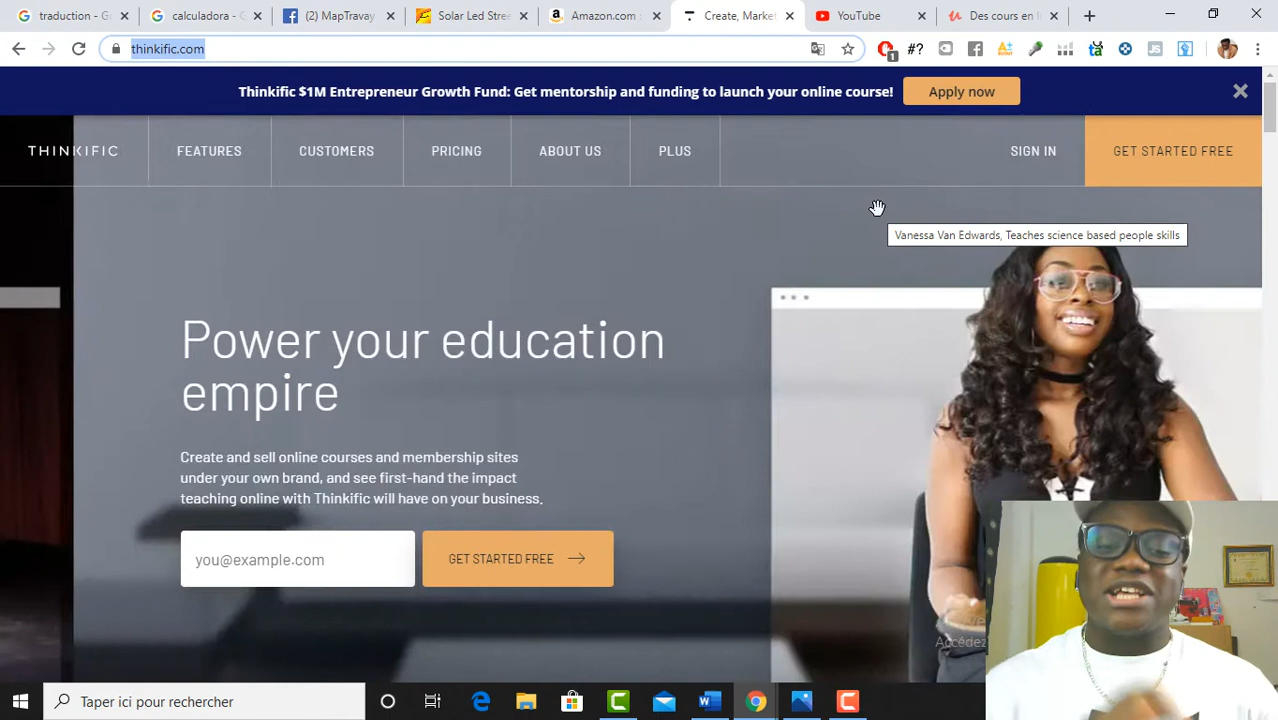 traduction - G
calculadora - G
(2) MapTravay
Solar Led Stree
Amazon.com :
Create, Market
YouTube
Des cours en li
thinkific.com
#?
1
JS
Thinkific $1M Entrepreneur Growth Fund: Get mentorship and funding to launch your online course!
Apply now
THINKIFIC
FEATURES
CUSTOMERS
PRICING
ABOUT US
PLUS
SIGN IN
GET STARTED FREE
Vanessa Van Edwards, Teaches science based people skills
Power your education
empire
Create and sell online courses and membership sites
under your own brand, and see first-hand the impact
teaching online with Thinkific will have on your business.
you@example.com
GET STARTED FREE
Accédez
Taper ici pour rechercher